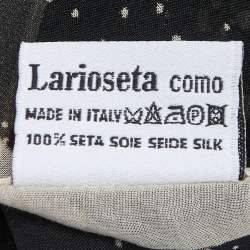 Larioseta como
MADE IN ITALY
100% SETA SOIE SEIDE SILK